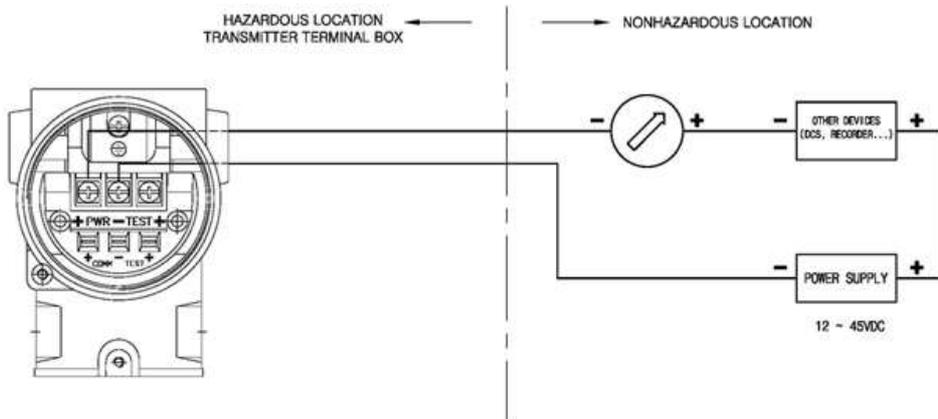 HAZARDOUS LOCATION
TRANSMITTER TERMINAL BOX
NONHAZARDOUS LOCATION
- +
- OTHER DEVICES +
(DCS, RECORDER...)
+ PWR - TEST +
+ - +
COMM TEST
- POWER SUPPLY +
12 ~ 45VDC